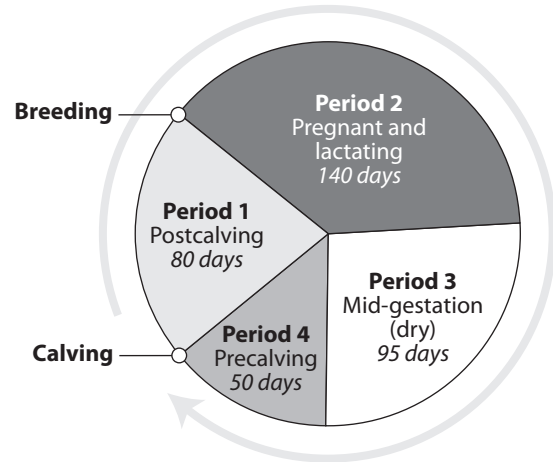 Breeding
Period 2
Pregnant and
lactating
140 days
Period 1
Postcalving
80 days
Period 3
Mid-gestation
(dry)
95 days
Calving
Period 4
Precalving
50 days